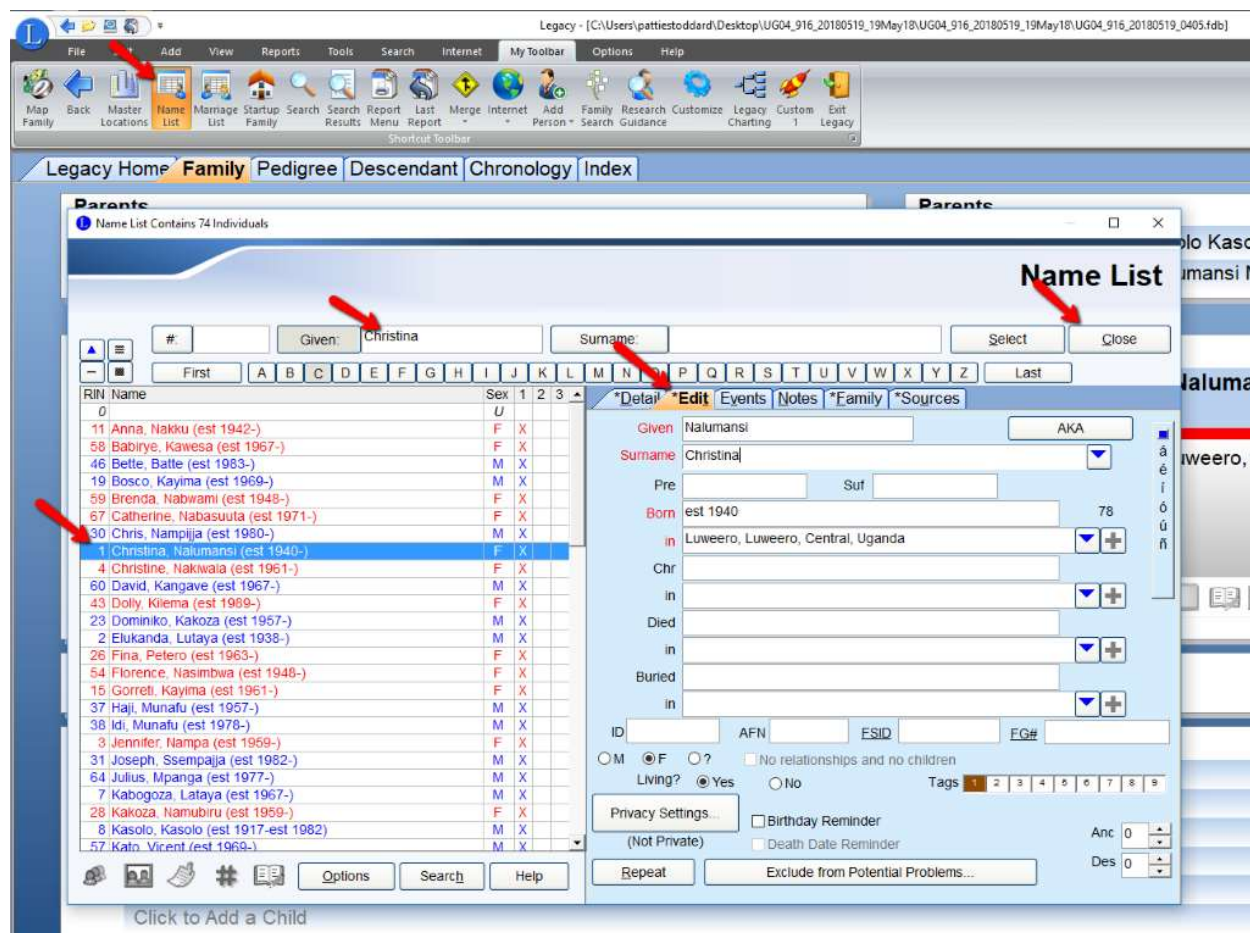 Legacy - [C:\Users\pattiestoddard\Desktop\UG04_916_20180519_19May18\UG04_916_20180519_19May18\UG04_916_20180519_0405.fdb]
File Add View Reports Tools Search Internet My Toolbar Options Help
Map Family Back Master Locations Name List Marriage List Startup Family Search Search Results Report Menu Last Report Merge Internet Add Person Family Search Research Guidance Customize Legacy Charting Custom 1 Exit Legacy
Shortcut Toolbar
Legacy Home Family Pedigree Descendant Chronology Index
Parents Parents
Name List Contains 74 Individuals
Name List
#: Given: Christina Surname: Select Close
First A B C D E F G H I J K L M N O P Q R S T U V W X Y Z Last
RIN Name Sex 1 2 3
0 U
11 Anna, Nakku (est 1942-) F X
58 Babirye, Kawesa (est 1967-) F X
46 Bette, Batte (est 1983-) M X
19 Bosco, Kayima (est 1969-) M X
59 Brenda, Nabwami (est 1948-) F X
67 Catherine, Nabasuuta (est 1971-) F X
30 Chris, Nampijja (est 1980-) M X
1 Christina, Nalumansi (est 1940-) F X
4 Christine, Nakiwala (est 1961-) F X
60 David, Kangave (est 1967-) M X
43 Dolly, Kilema (est 1989-) F X
23 Dominiko, Kakoza (est 1957-) M X
2 Elukanda, Lutaya (est 1938-) M X
26 Fina, Petero (est 1963-) F X
54 Florence, Nasimbwa (est 1948-) F X
15 Gorreti, Kayima (est 1961-) F X
37 Haji, Munafu (est 1957-) M X
38 Idi, Munafu (est 1978-) M X
3 Jennifer, Nampa (est 1959-) F X
31 Joseph, Ssempajja (est 1982-) M X
64 Julius, Mpanga (est 1977-) M X
7 Kabogoza, Lataya (est 1967-) M X
28 Kakoza, Namubiru (est 1959-) F X
8 Kasolo, Kasolo (est 1917-est 1982) M X
57 Kato, Vicent (est 1969-) M X
Options Search Help
*Detail *Edit Events Notes *Family *Sources
Given Nalumansi AKA
Surname Christina
Pre Suf
Born est 1940 78
in Luweero, Luweero, Central, Uganda
Chr
in
Died
in
Buried
in
á
é
í
ó
ú
ñ
ID AFN FSID FG#
M F ? No relationships and no children
Living? Yes No Tags 1 2 3 4 5 6 7 8 9
Privacy Settings... Birthday Reminder
(Not Private) Death Date Reminder
Anc 0
Des 0
Repeat Exclude from Potential Problems...
Click to Add a Child